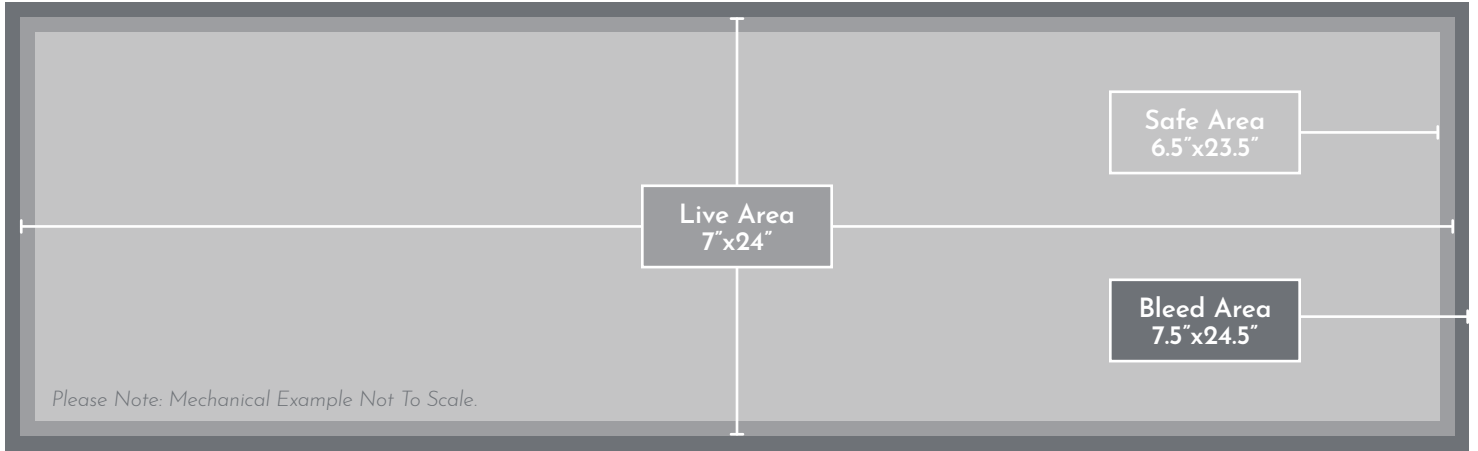 Safe Area
6.5”x23.5”
Live Area
7”x24”
Bleed Area
7.5”x24.5”
Please Note: Mechanical Example Not To Scale.